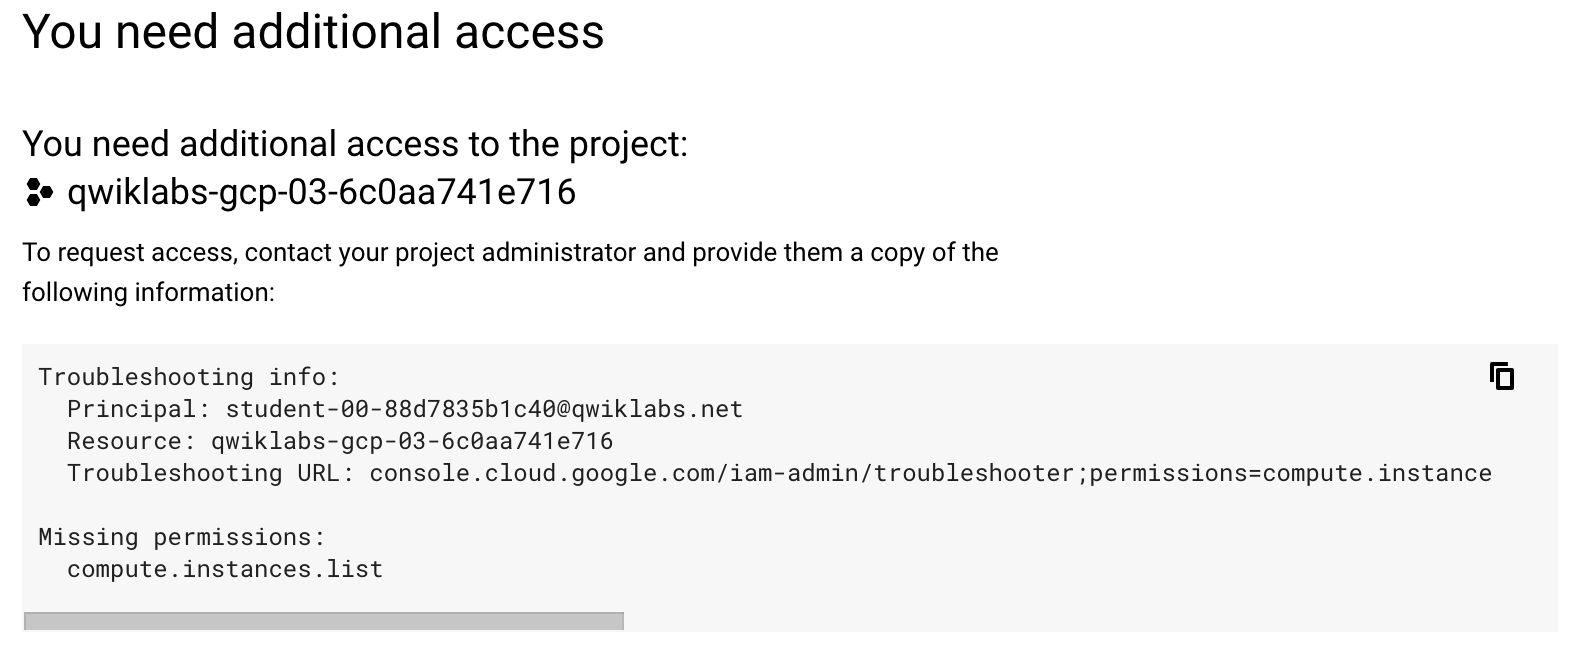 You need additional access
You need additional access to the project:
qwiklabs-gcp-03-6c0aa741e716
To request access, contact your project administrator and provide them a copy of the
following information:
Troubleshooting info:
Principal: student-00-88d7835b1c40@qwiklabs.net
Resource: qwiklabs-gcp-03-6c0aa741e716
Troubleshooting URL: console.cloud.google.com/iam-admin/troubleshooter;permissions=compute.instance
Missing permissions:
compute.instances.list